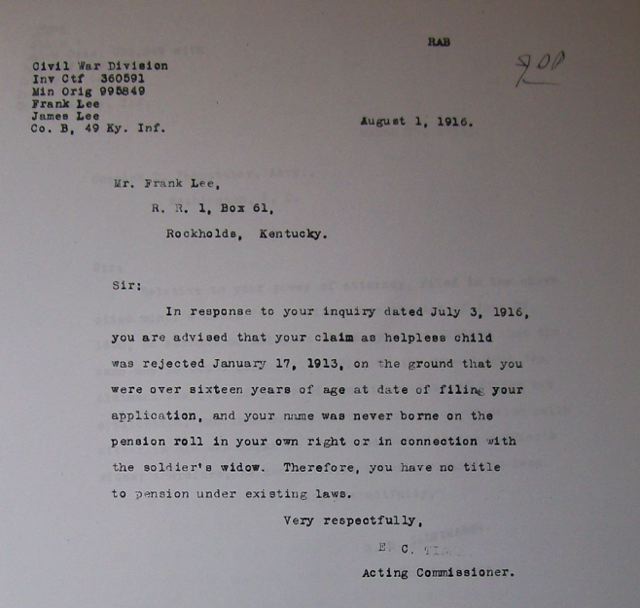 RAB
Civil War Division
Inv Ctf 360591
Min Orig 995849
Frank Lee
James Lee
Co. B, 49 Ky. Inf.
August 1, 1916.
Mr. Frank Lee,
R. R. 1, Box 61,
Rockholds, Kentucky.
Sir:
In response to your inquiry dated July 3, 1916,
you are advised that your claim as helpless child
was rejected January 17, 1913, on the ground that you
were over sixteen years of age at date of filing your
application, and your name was never borne on the
pension roll in your own right or in connection with
the soldier's widow. Therefore, you have no title
to pension under existing laws.
Very respectfully,
E. C.
Acting Commissioner.